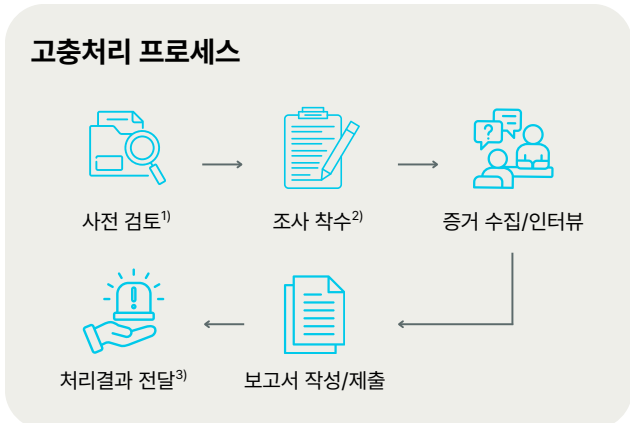 고충처리 프로세스
사전 검토1)
조사 착수2)
?
증거 수집/인터뷰
!
처리결과 전달3)
보고서 작성/제출